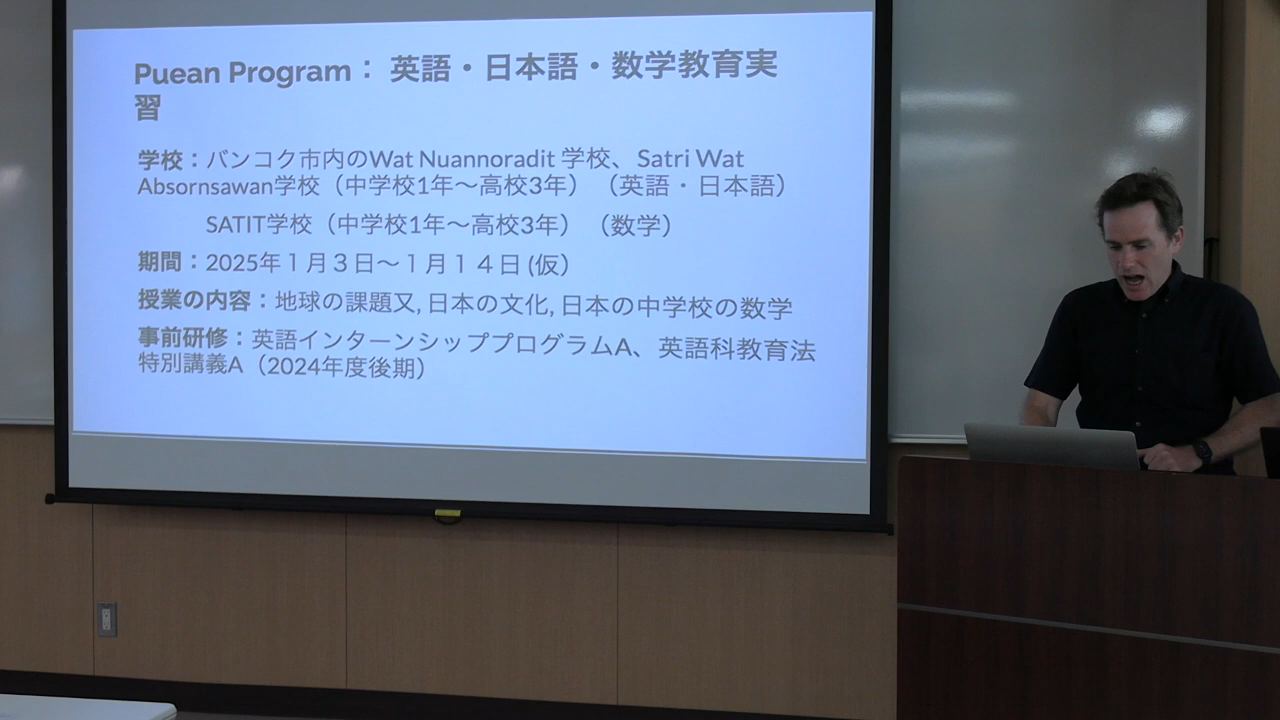 Puean Program： 英語・日本語・数学教育実
習
学校：バンコク市内のWat Nuannoradit 学校、Satri Wat
Absornsawan学校（中学校1年〜高校3年）（英語・日本語）
SATIT学校（中学校1年〜高校3年）（数学）
期間：2025年１月３日〜１月１４日 (仮）
授業の内容：地球の課題又, 日本の文化, 日本の中学校の数学
事前研修：英語インターンシッププログラムA、英語科教育法
特別講義A（2024年度後期）